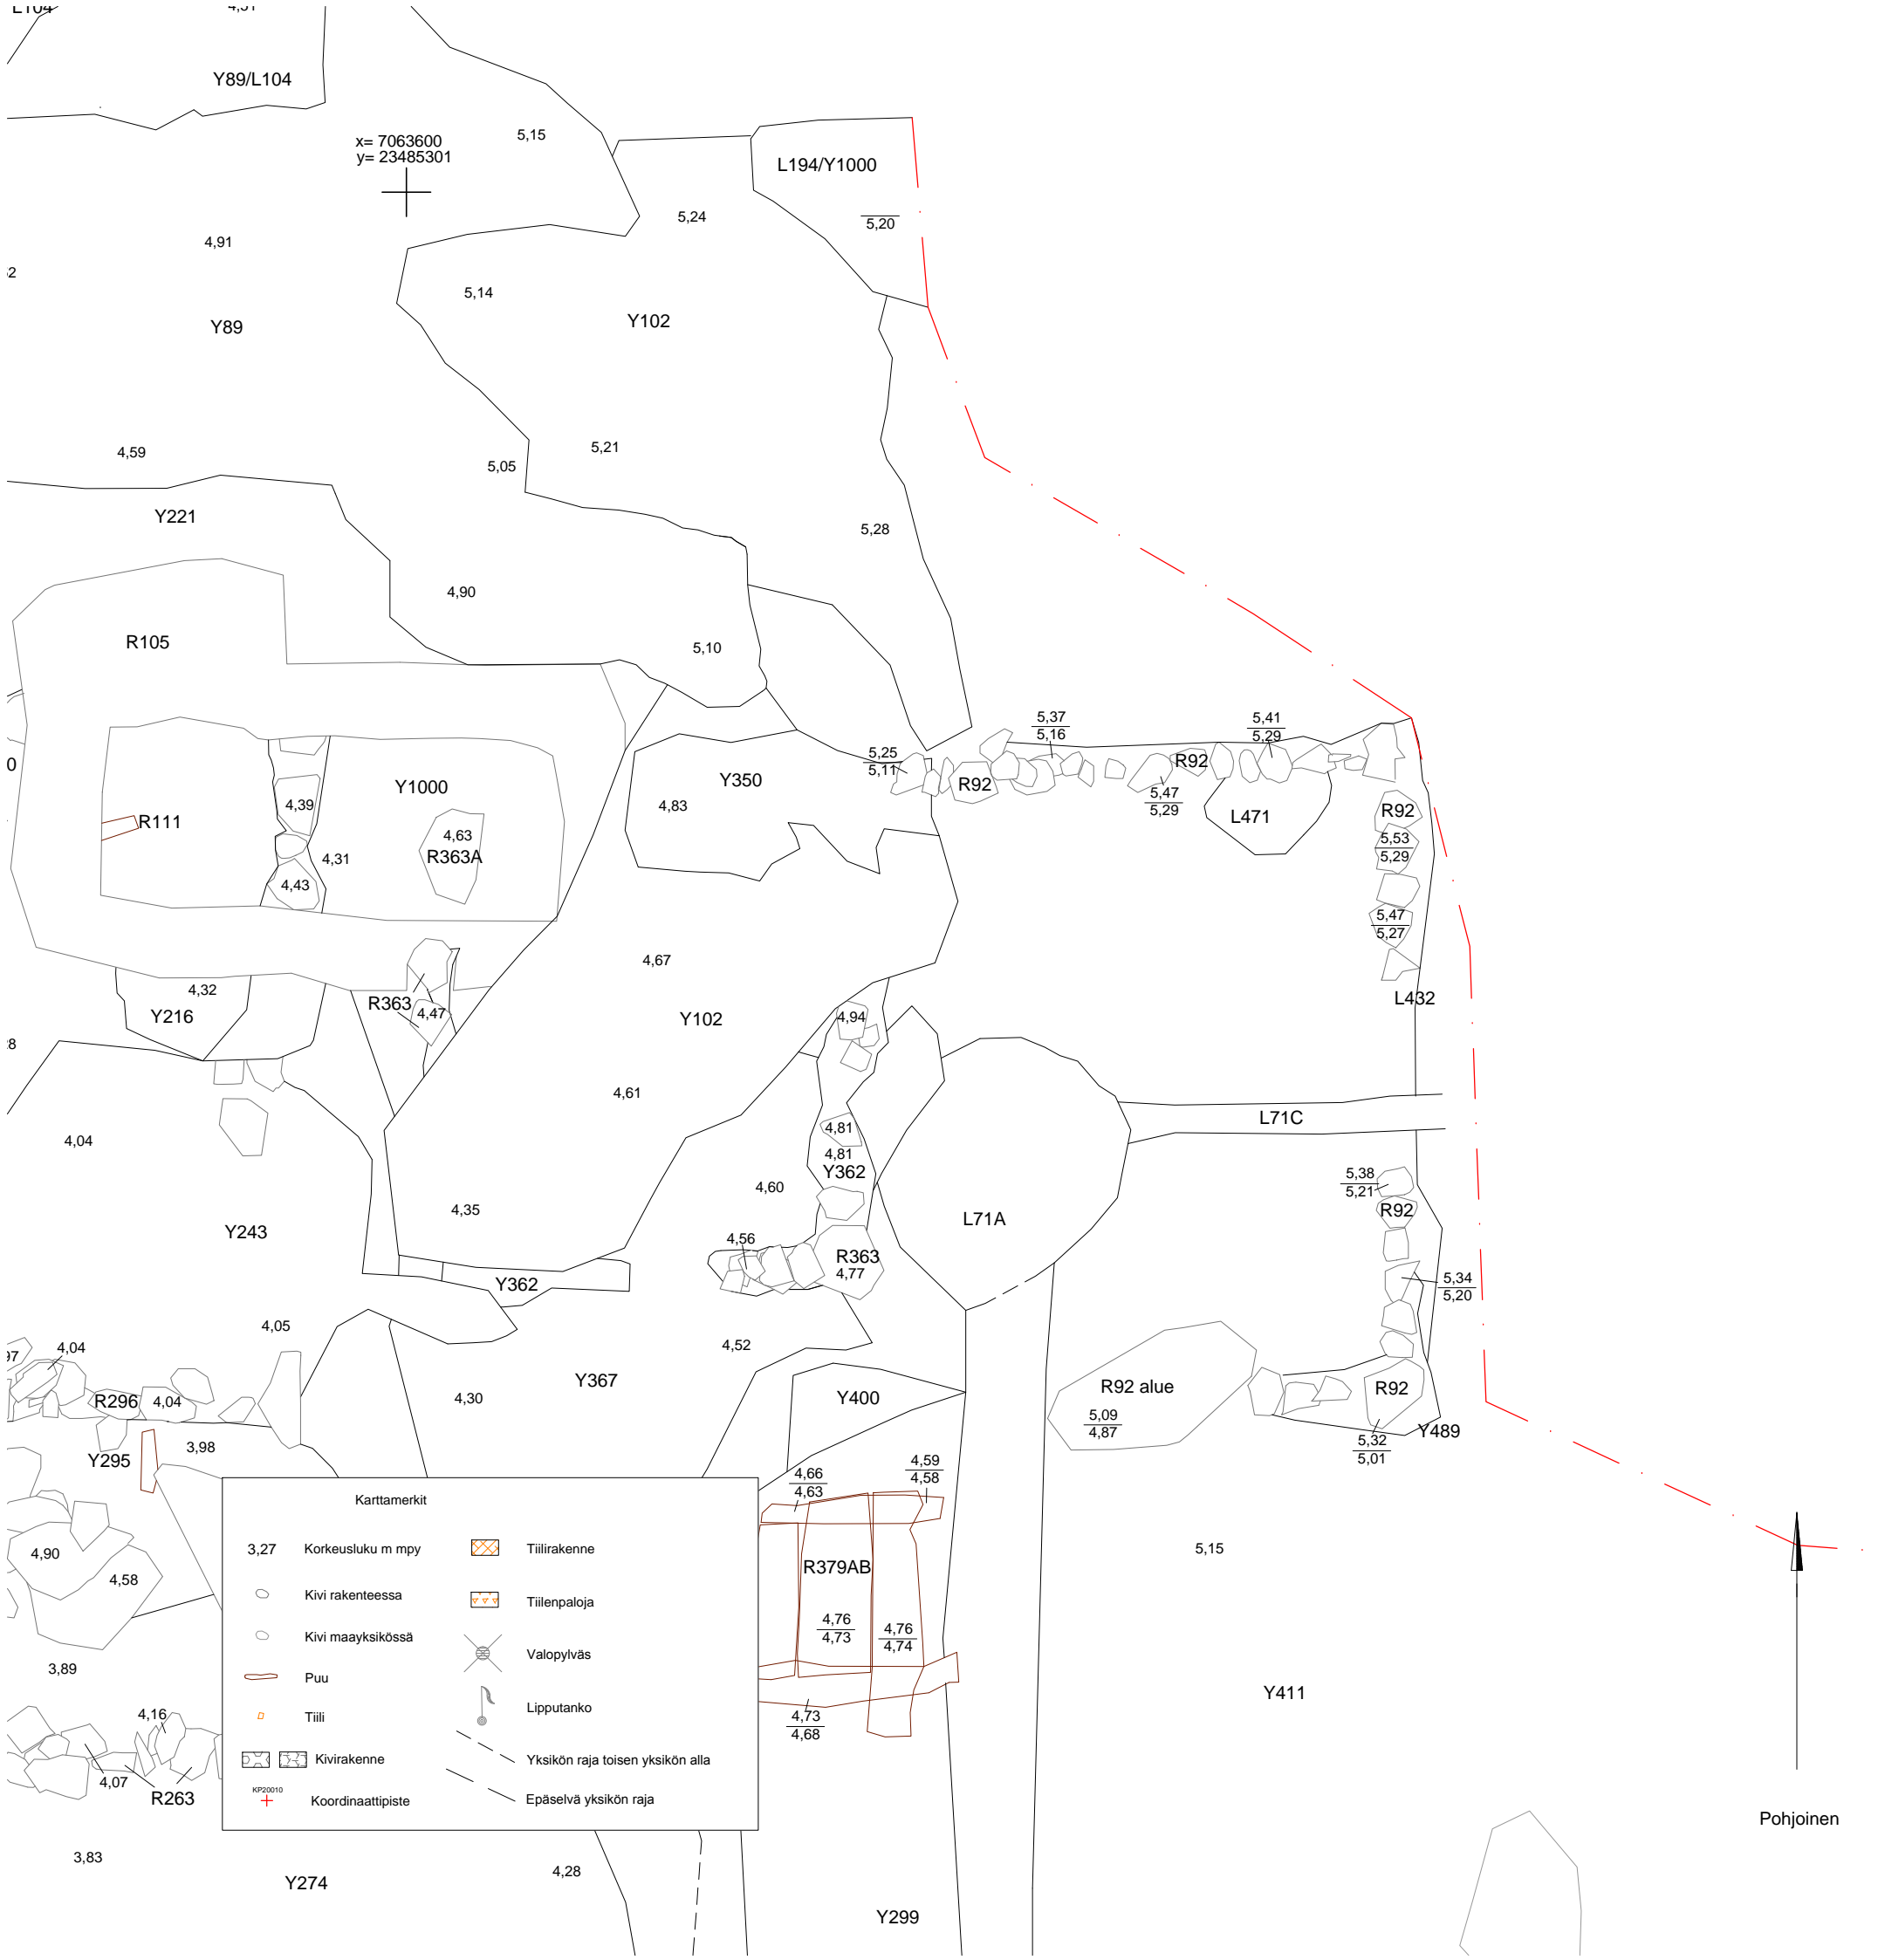 L104
4,51
Y89/L104
x= 7063600
y= 23485301
5,15
L194/Y1000
5,20
5,24
4,91
5,14
Y89
Y102
4,59
5,05
5,21
5,28
Y221
4,90
5,10
R105
R111
4,39
Y1000
4,63
R363A
4,31
4,43
Y350
4,83
5,25
5,11
R92
5,37
5,16
5,47
5,29
R92
5,41
5,29
L471
R92
5,53
5,29
5,47
5,27
L432
4,67
4,32
Y216
R363
4,47
Y102
4,94
4,61
4,04
4,81
4,81
Y362
4,60
L71C
L71A
5,38
5,21
R92
5,34
5,20
Y243
4,35
4,56
R363
4,77
Y362
4,05
4,04
97
4,52
R296
4,04
4,30
Y367
Y400
R92 alue
5,09
4,87
R92
5,32
5,01
Y489
Y295
3,98
4,66
4,63
4,59
4,58
4,90
4,58
R379AB
4,76
4,73
4,76
4,74
5,15
3,89
4,73
4,68
Y411
4,16
4,07
R263
Karttamerkit
3,27 Korkeusluku m mpy
Kivi rakenteessa
Kivi maayksikössä
Puu
Tiili
Kivirakenne
KP20010
Koordinaattipiste
Tiilirakenne
Tiilenpaloja
Valopylväs
Lipputanko
Yksikön raja toisen yksikön alla
Epäselvä yksikön raja
Pohjoinen
3,83
Y274
4,28
Y299